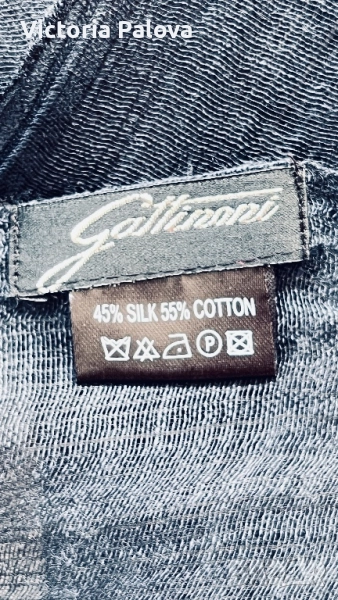 Victoria Palova
Gattinoni
45% SILK 55% COTTON
P